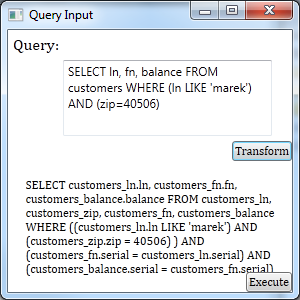 Query Input
Query:
SELECT ln, fn, balance FROM
customers WHERE (ln LIKE 'marek')
AND (zip=40506)
Transform
SELECT customers_ln.ln, customers_fn.fn,
customers_balance.balance FROM customers_ln,
customers_zip, customers_fn, customers_balance
WHERE ((customers_ln.ln LIKE 'marek') AND
(customers_zip.zip = 40506) ) AND
(customers_fn.serial = customers_ln.serial) AND
(customers_balance.serial = customers_fn.serial)
Execute